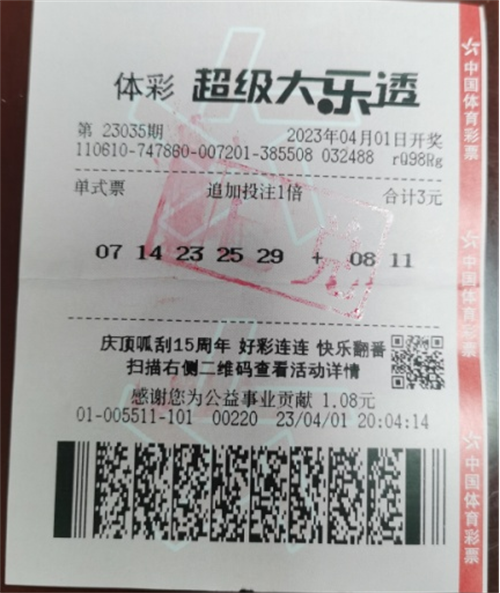 体彩 超级大乐透
第 23035期 2023年04月01日开奖
110610-747860-007201-385508 032488 rQ98Rg
单式票 追加投注1倍 合计3元
07 14 23 25 29 + 08 11
庆顶呱刮15周年 好彩连连 快乐翻番
扫描右侧二维码查看活动详情
感谢您为公益事业贡献 1.08元
01-005511-101 00220 23/04/01 20:04:14
中国体育彩票
中国体育彩票
中国体育彩票